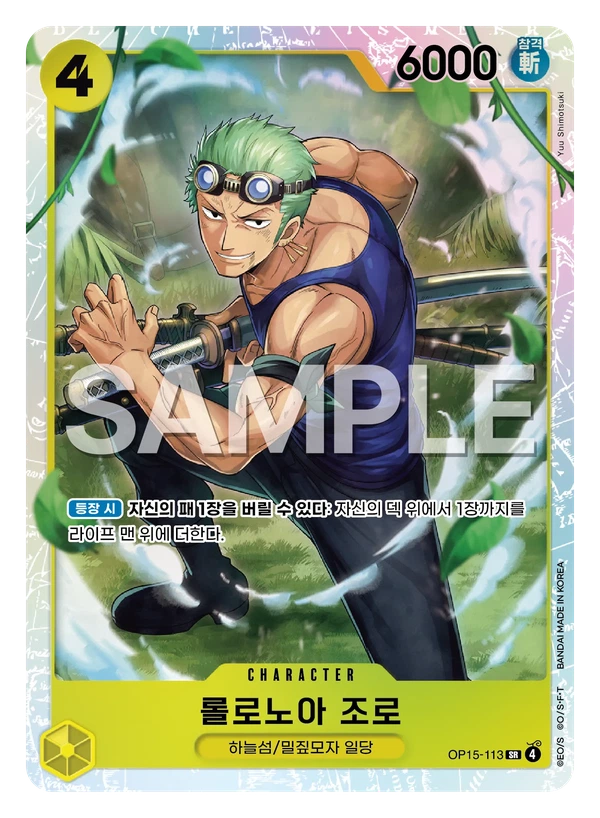 4
6000
참격
斬
Yuu Shimotsuki
SAMPLE
등장 시 자신의 패 1장을 버릴 수 있다: 자신의 덱 위에서 1장까지를
라이프 맨 위에 더한다.
CHARACTER
롤로노아 조로
하늘섬/밀짚모자 일당
OP15-113 SR 4
©EO/S ©O/S·F·T BANDAI MADE IN KOREA